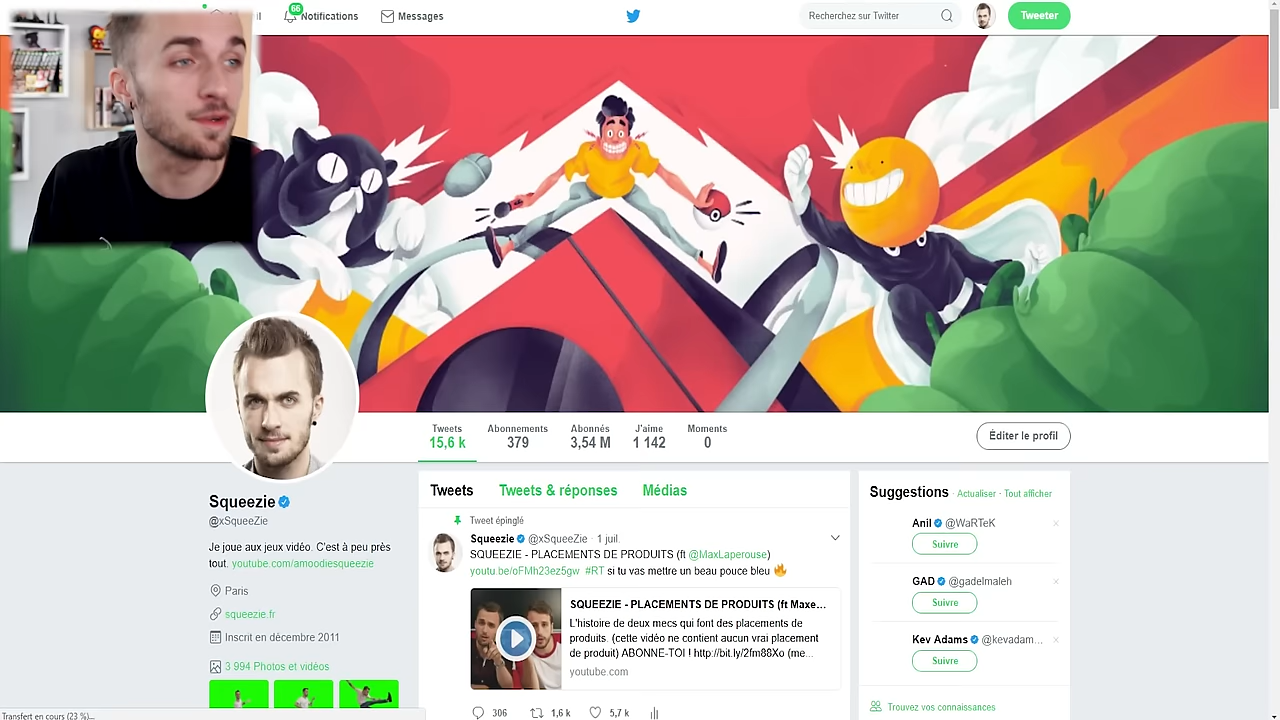 66
Notifications
Messages
Recherchez sur Twitter
Tweeter
Tweets
15,6 k
Abonnements
379
Abonnés
3,54 M
J'aime
1 142
Moments
0
Éditer le profil
Squeezie
@xSqueeZie
Je joue aux jeux vidéo. C'est à peu près
tout. youtube.com/amoodiesqueezie
Paris
squeezie.fr
Inscrit en décembre 2011
3 994 Photos et vidéos
Transfert en cours (23 %)...
Tweets
Tweets & réponses
Médias
Tweet épinglé
Squeezie @xSqueeZie · 1 juil.
SQUEEZIE - PLACEMENTS DE PRODUITS (ft @MaxLaperouse)
youtu.be/oFMh23ez5gw #RT si tu vas mettre un beau pouce bleu
SQUEEZIE - PLACEMENTS DE PRODUITS (ft Maxe...
L'histoire de deux mecs qui font des placements de
produits. (cette vidéo ne contient aucun vrai placement
de produit) ABONNE-TOI ! http://bit.ly/2fm88Xo (me...
youtube.com
306
1,6 k
5,7 k
Suggestions · Actualiser · Tout afficher
Anil @WaRTeK
Suivre
GAD @gadelmaleh
Suivre
Kev Adams @kevadam...
Suivre
Trouvez vos connaissances